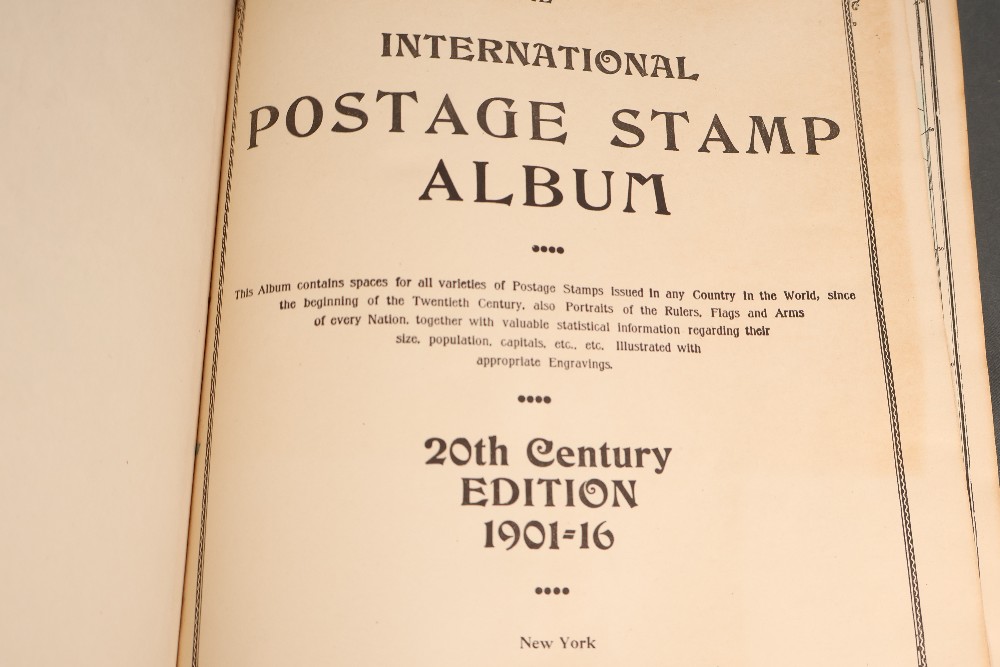 INTERNATIONAL
POSTAGE STAMP
ALBUM
This Album contains spaces for all varieties of Postage Stamps issued in any Country in the World, since
the beginning of the Twentieth Century, also Portraits of the Rulers, Flags and Arms
of every Nation, together with valuable statistical information regarding their
size, population, capitals, etc., etc. Illustrated with
appropriate Engravings.
20th Century
EDITION
1901=16
New York